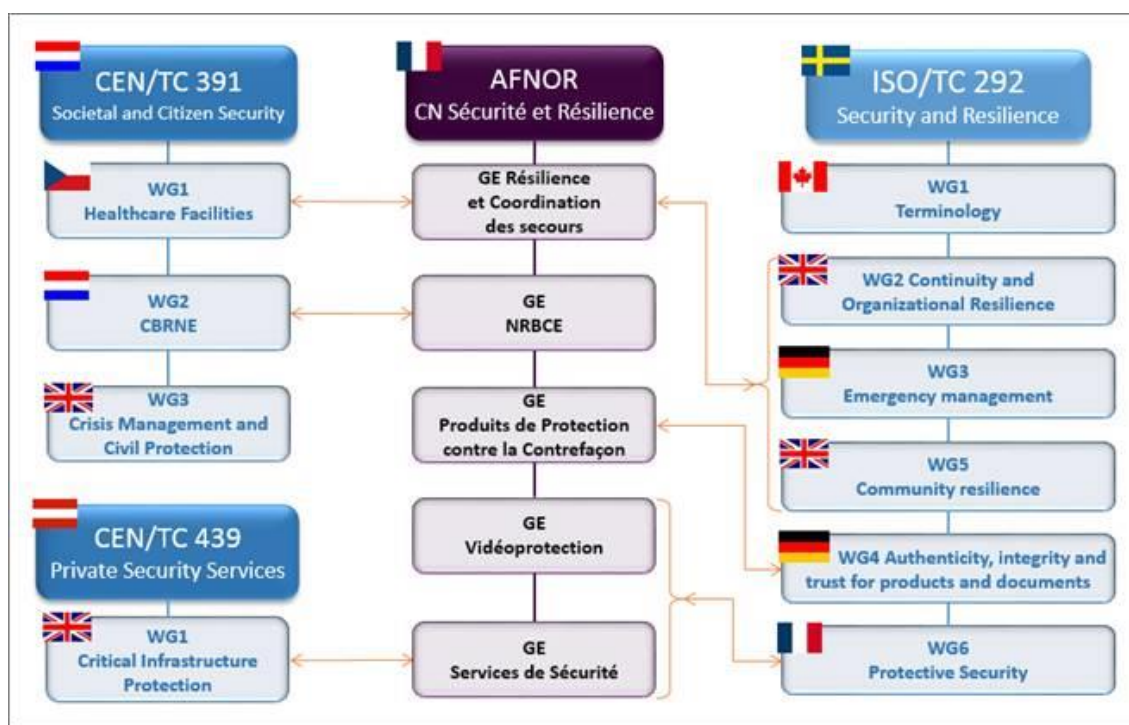 CEN/TC 391
Societal and Citizen Security
WG1
Healthcare Facilities
WG2
CBRNE
WG3
Crisis Management and
Civil Protection
CEN/TC 439
Private Security Services
WG1
Critical Infrastructure
Protection
AFNOR
CN Sécurité et Résilience
GE Résilience
et Coordination
des secours
GE
NRBCE
GE
Produits de Protection
contre la Contrefaçon
GE
Vidéoprotection
GE
Services de Sécurité
ISO/TC 292
Security and Resilience
WG1
Terminology
WG2 Continuity and
Organizational Resilience
WG3
Emergency management
WG5
Community resilience
WG4 Authenticity, integrity and
trust for products and documents
WG6
Protective Security